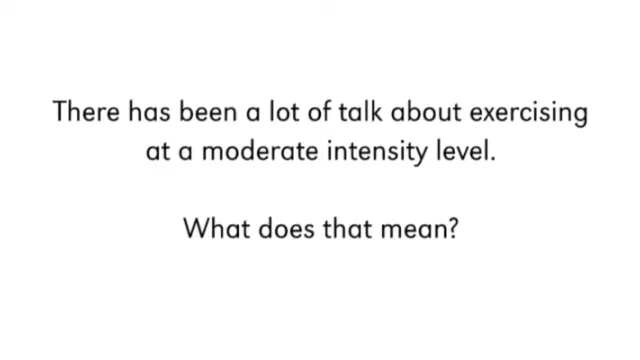 There has been a lot of talk about exercising
at a moderate intensity level.
What does that mean?